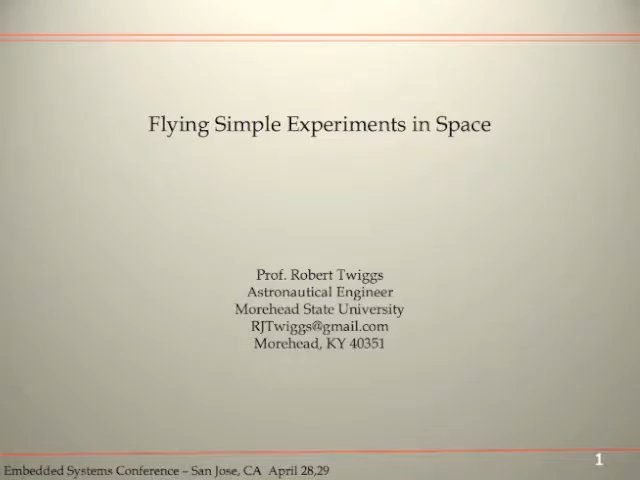 Flying Simple Experiments in Space
Prof. Robert Twiggs
Astronautical Engineer
Morehead State University
RJTwiggs@gmail.com
Morehead, KY 40351
Embedded Systems Conference – San Jose, CA April 28,29
1